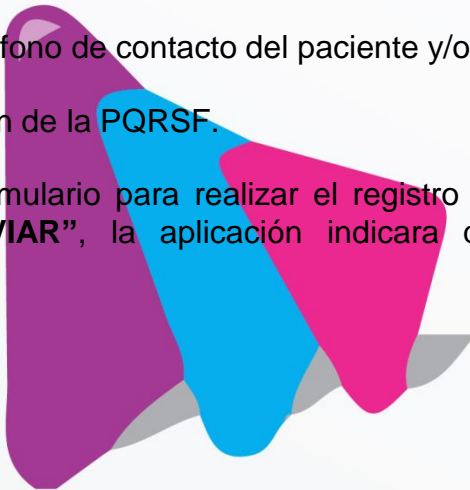 fono de contacto del paciente y/o
de la PQRSF.
mulario para realizar el registro
VIAR”, la aplicación indicara